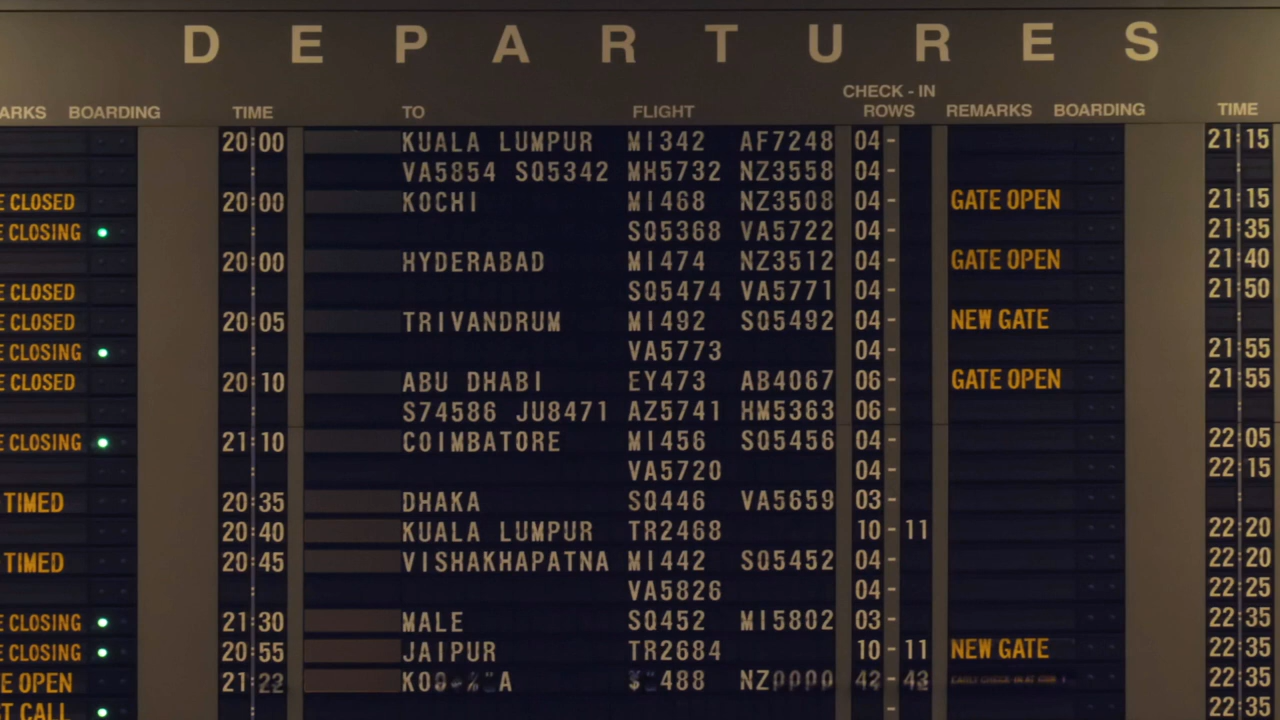 DEPARTURES
ARKS BOARDING TIME TO FLIGHT CHECK - IN ROWS REMARKS BOARDING TIME
20:00 KUALA LUMPUR MI342 AF7248 04- 21:15
VA5854 SQ5342 MH5732 NZ3558 04-
E CLOSED 20:00 KOCHI MI468 NZ3508 04- GATE OPEN 21:15
E CLOSING SQ5368 VA5722 04- 21:35
20:00 HYDERABAD MI474 NZ3512 04- GATE OPEN 21:40
E CLOSED SQ5474 VA5771 04- 21:50
E CLOSED 20:05 TRIVANDRUM MI492 SQ5492 04- NEW GATE
E CLOSING VA5773 04- 21:55
E CLOSED 20:10 ABU DHABI EY473 AB4067 06- GATE OPEN 21:55
S74586 JU8471 AZ5741 HM5363 06-
E CLOSING 21:10 COIMBATORE MI456 SQ5456 04- 22:05
VA5720 04- 22:15
TIMED 20:35 DHAKA SQ446 VA5659 03-
20:40 KUALA LUMPUR TR2468 10-11 22:20
TIMED 20:45 VISHAKHAPATNA MI442 SQ5452 04- 22:20
VA5826 04- 22:25
E CLOSING 21:30 MALE SQ452 MI5802 03- 22:35
E CLOSING 20:55 JAIPUR TR2684 10-11 NEW GATE 22:35
E OPEN 488 22:35
T CALL 22:35